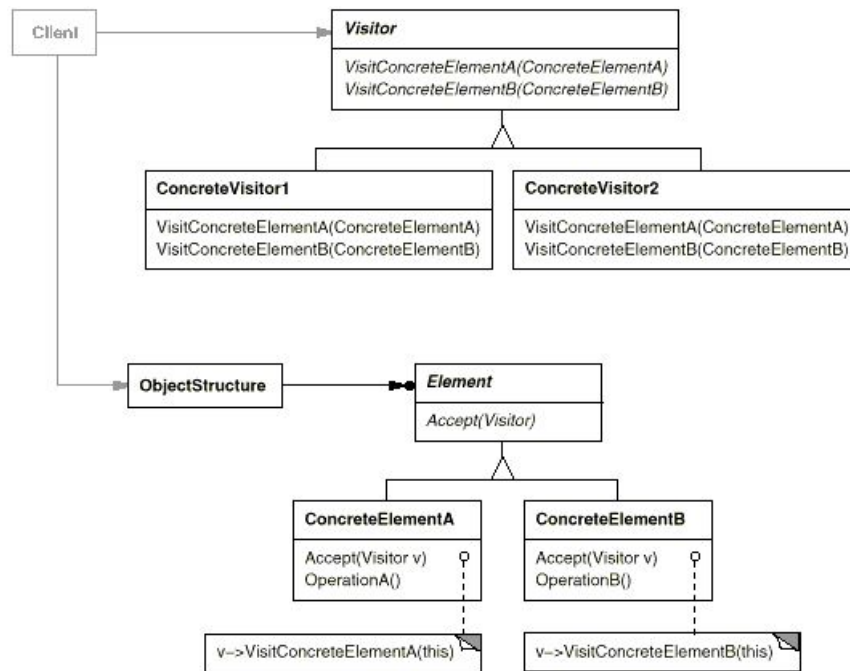 Client
Visitor
VisitConcreteElementA(ConcreteElementA)
VisitConcreteElementB(ConcreteElementB)
ConcreteVisitor1
VisitConcreteElementA(ConcreteElementA)
VisitConcreteElementB(ConcreteElementB)
ConcreteVisitor2
VisitConcreteElementA(ConcreteElementA)
VisitConcreteElementB(ConcreteElementB)
ObjectStructure
Element
Accept(Visitor)
ConcreteElementA
Accept(Visitor v)
OperationA()
ConcreteElementB
Accept(Visitor v)
OperationB()
v->VisitConcreteElementA(this)
v->VisitConcreteElementB(this)